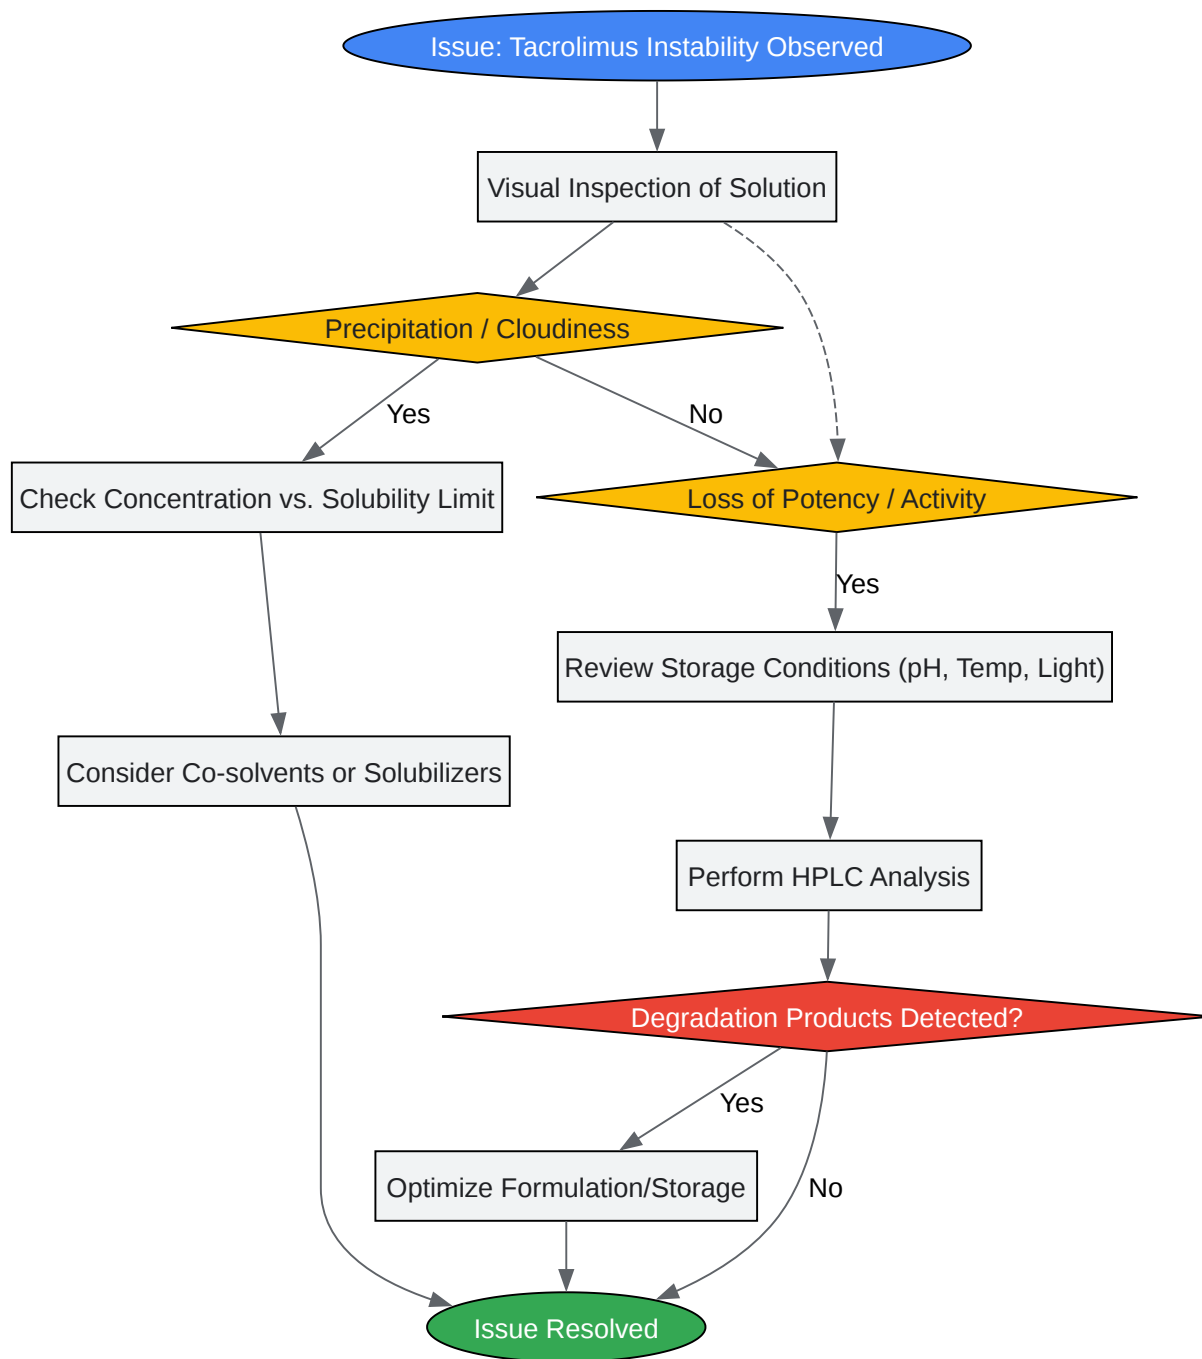 Issue: Tacrolimus Instability Observed
Visual Inspection of Solution
Precipitation / Cloudiness
Yes
No
Check Concentration vs. Solubility Limit
Loss of Potency / Activity
Yes
Review Storage Conditions (pH, Temp, Light)
Consider Co-solvents or Solubilizers
Perform HPLC Analysis
Degradation Products Detected?
Yes
Optimize Formulation/Storage
No
Issue Resolved